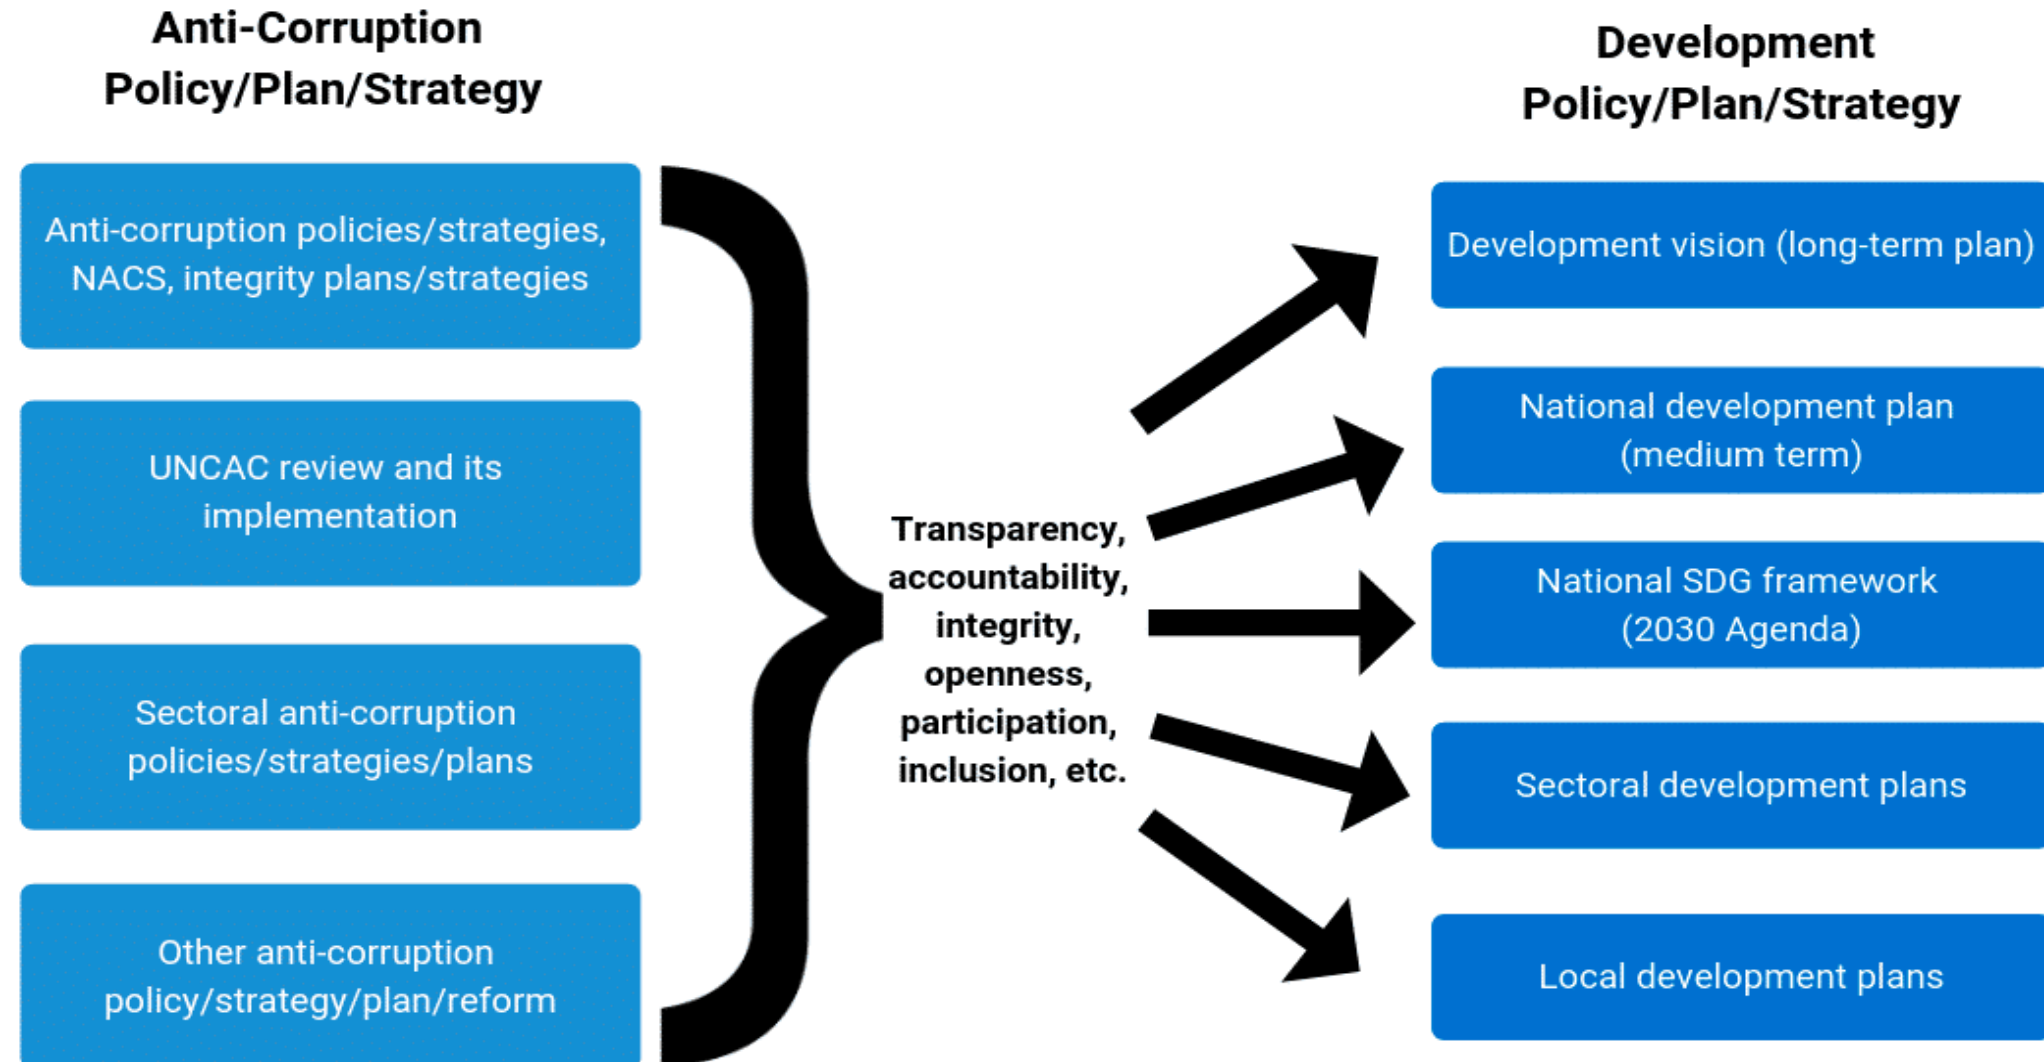 Anti-Corruption
Policy/Plan/Strategy
Anti-corruption policies/strategies,
NACS, integrity plans/strategies
UNCAC review and its
implementation
Sectoral anti-corruption
policies/strategies/plans
Other anti-corruption
policy/strategy/plan/reform
Transparency,
accountability,
integrity,
openness,
participation,
inclusion, etc.
Development
Policy/Plan/Strategy
Development vision (long-term plan)
National development plan
(medium term)
National SDG framework
(2030 Agenda)
Sectoral development plans
Local development plans